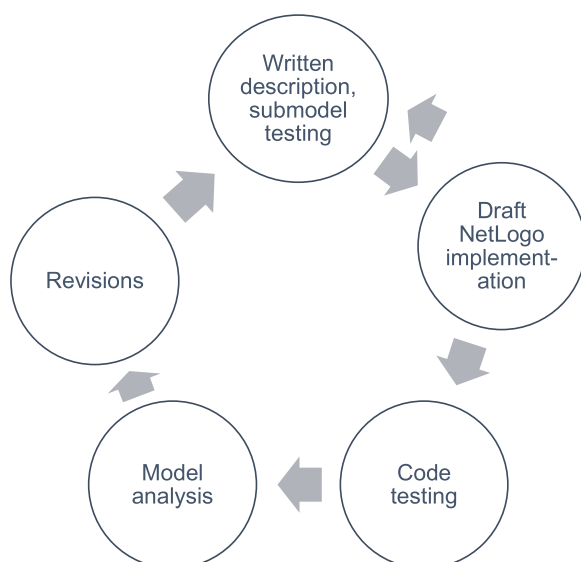 Written
description,
submodel
testing
Draft
NetLogo
implement-
ation
Revisions
Model
analysis
Code
testing